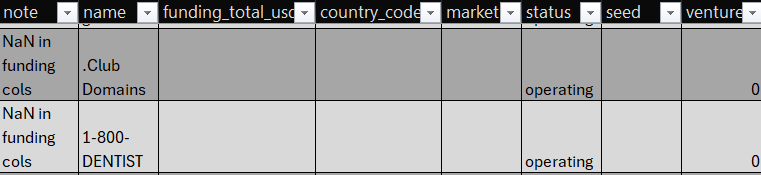 note name funding_total_usd country_code market status seed venture
NaN in
funding .Club
cols Domains operating 0
NaN in
funding 1-800-
cols DENTIST operating 0